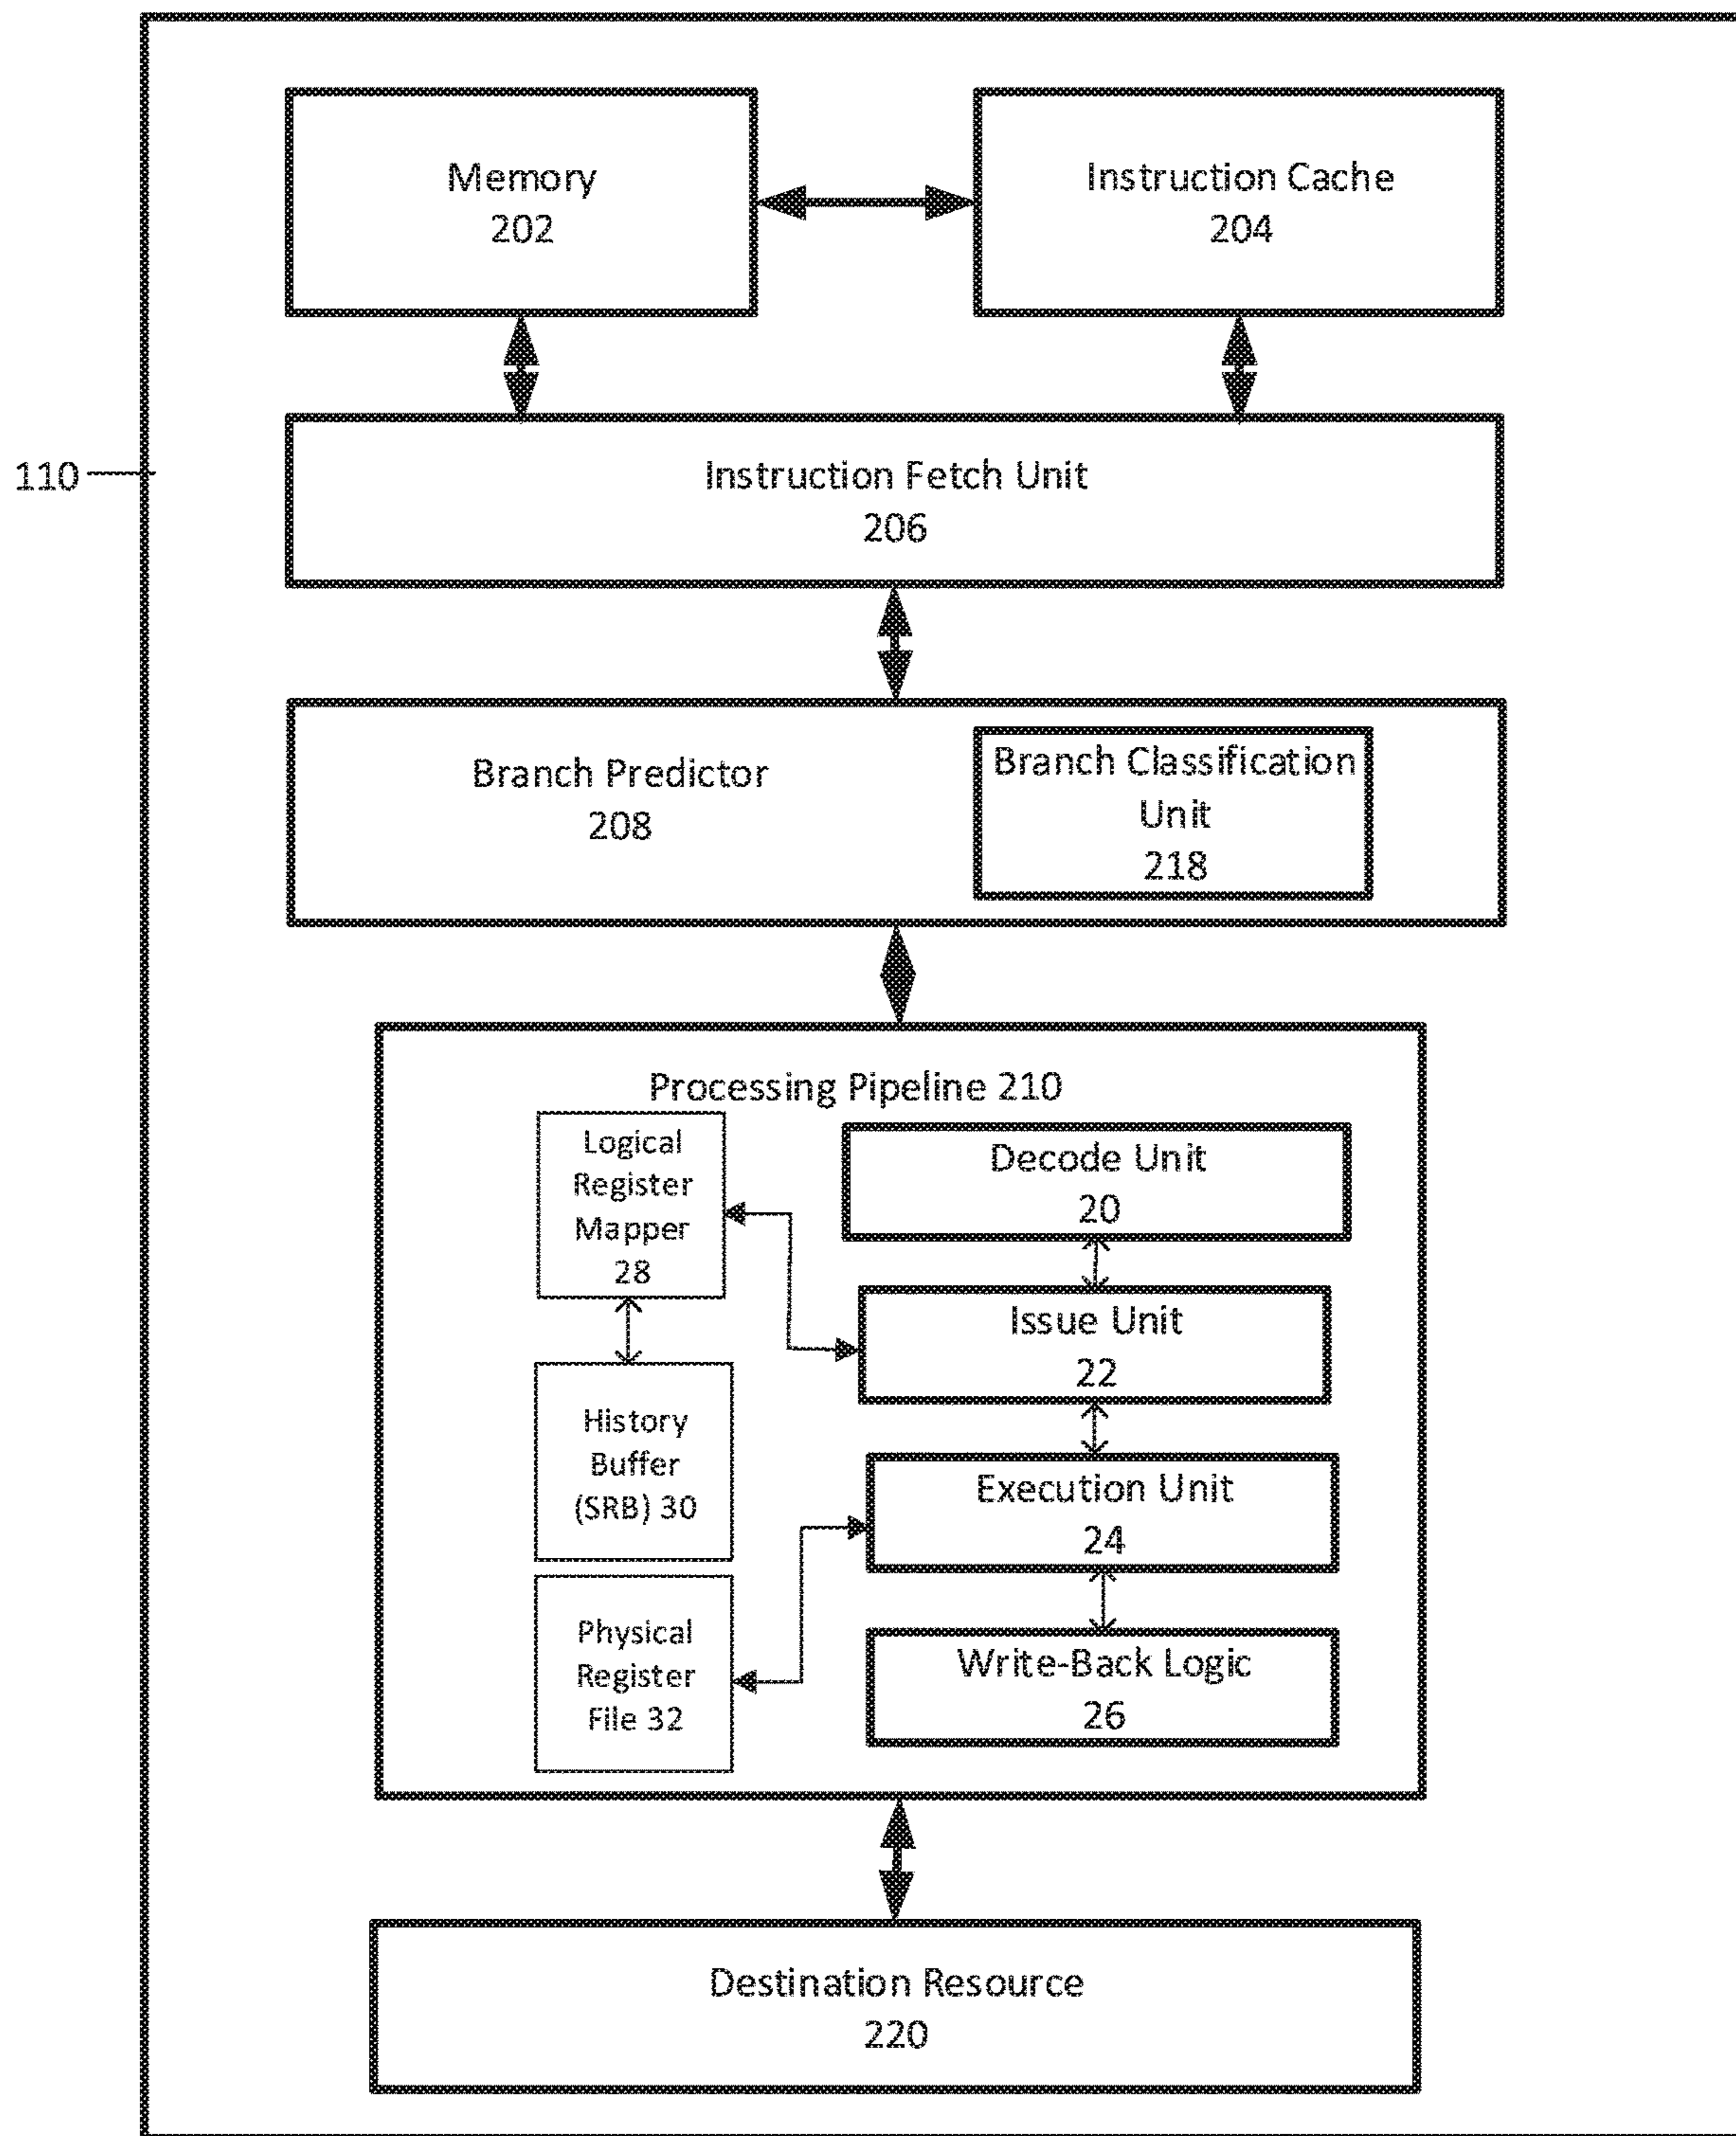 Memory
202
Instruction Cache
204
110
Instruction Fetch Unit
206
Branch Predictor
208
Branch Classification
Unit
218
Processing Pipeline 210
Logical
Register
Mapper
28
Decode Unit
20
Issue Unit
22
History
Buffer
(SRB) 30
Execution Unit
24
Physical
Register
File 32
Write-Back Logic
26
Destination Resource
220